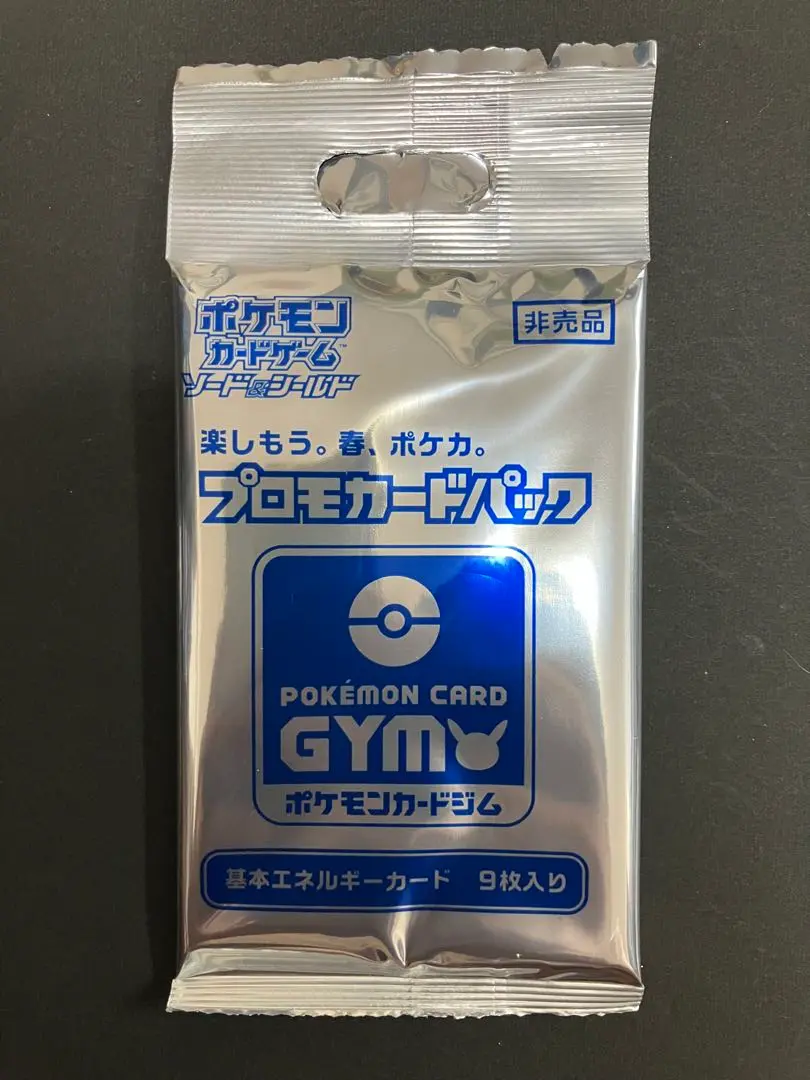 ポケモン
カードゲーム™
ソード&シールド
非売品
楽しもう。春、ポケカ。
プロモカードパック
POKÉMON CARD
GYM
ポケモンカードジム
基本エネルギーカード 9枚入り